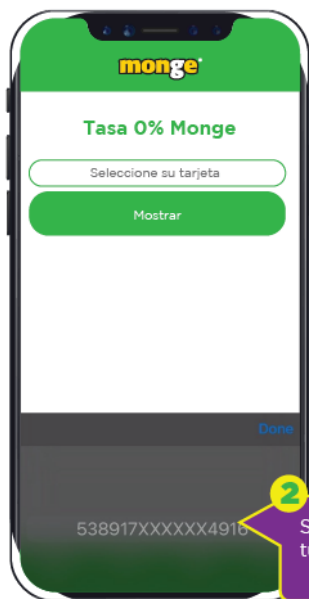 monge
Tasa 0% Monge
Seleccione su tarjeta
Mostrar
Done
2
538917XXXXXX4916